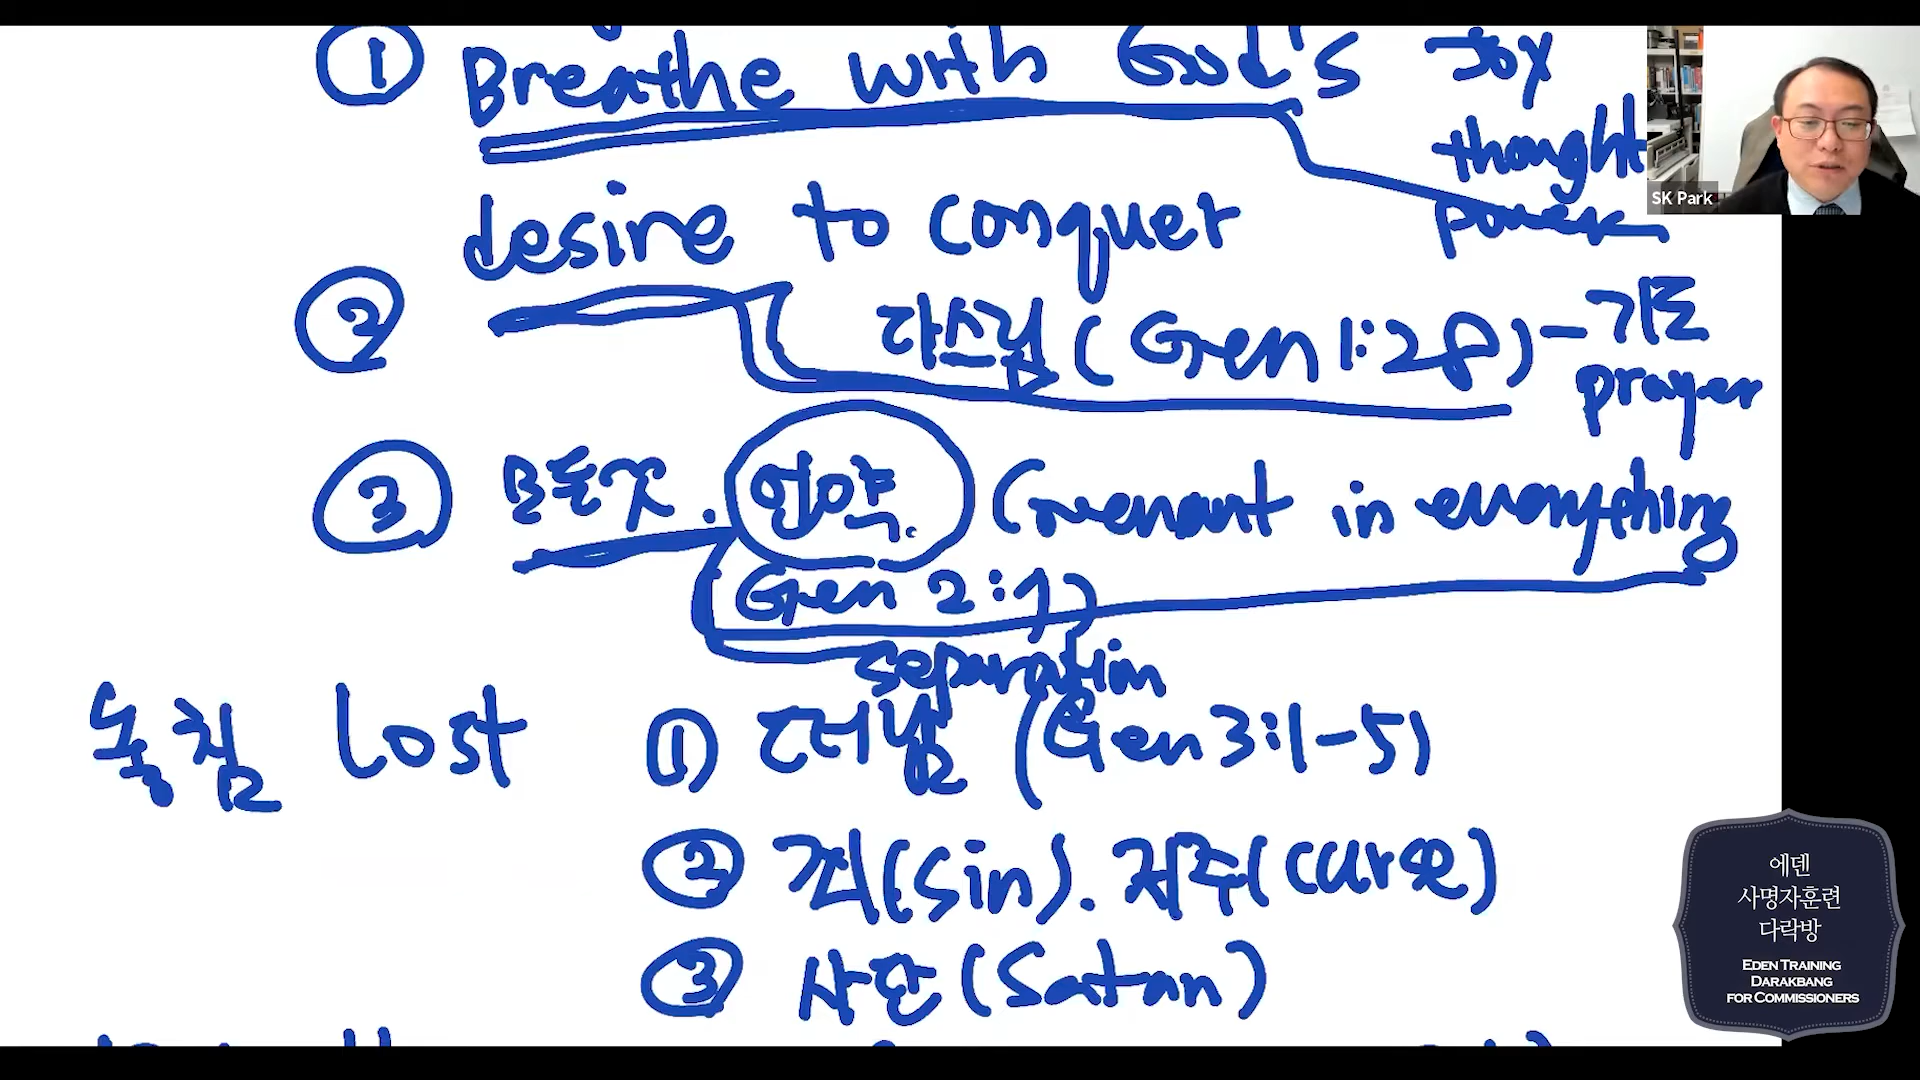 ① Breathe with God's Joy
thought
power
desire to conquer
② 다스림 (Gen 1:28) - 기도
prayer
③ 모든것. 언약. Covenant in everything
Gen 2:17)
separation
놓침 Lost ① 떠남 (Gen 3:1-5)
② 죄(Sin). 저주(curse)
③ 사단(Satan)
SK Park
에덴
사명자훈련
다락방
EDEN TRAINING
DARAKBANG
FOR COMMISSIONERS